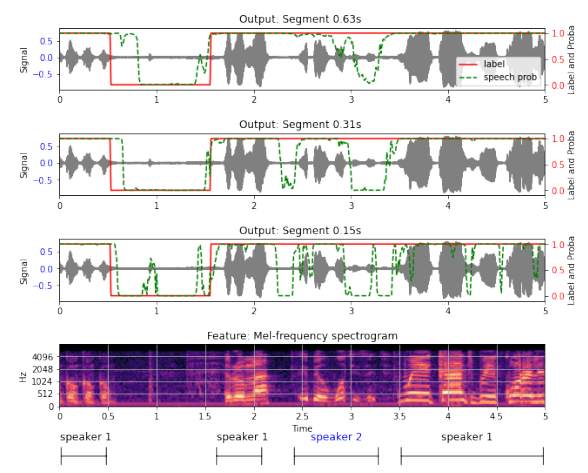 Output: Segment 0.63s
Signal
0.5
0.0
−0.5
1.0
0.5
0.0
Label and Proba
label
speech prob
0 1 2 3 4 5
Output: Segment 0.31s
Signal
0.5
0.0
−0.5
1.0
0.5
0.0
Label and Proba
0 1 2 3 4 5
Output: Segment 0.15s
Signal
0.5
0.0
−0.5
1.0
0.5
0.0
Label and Proba
0 1 2 3 4 5
Feature: Mel-frequency spectrogram
Hz
4096
2048
1024
512
0
0 0.5 1 1.5 2 2.5 3 3.5 4 4.5 5
Time
speaker 1 speaker 1 speaker 2 speaker 1